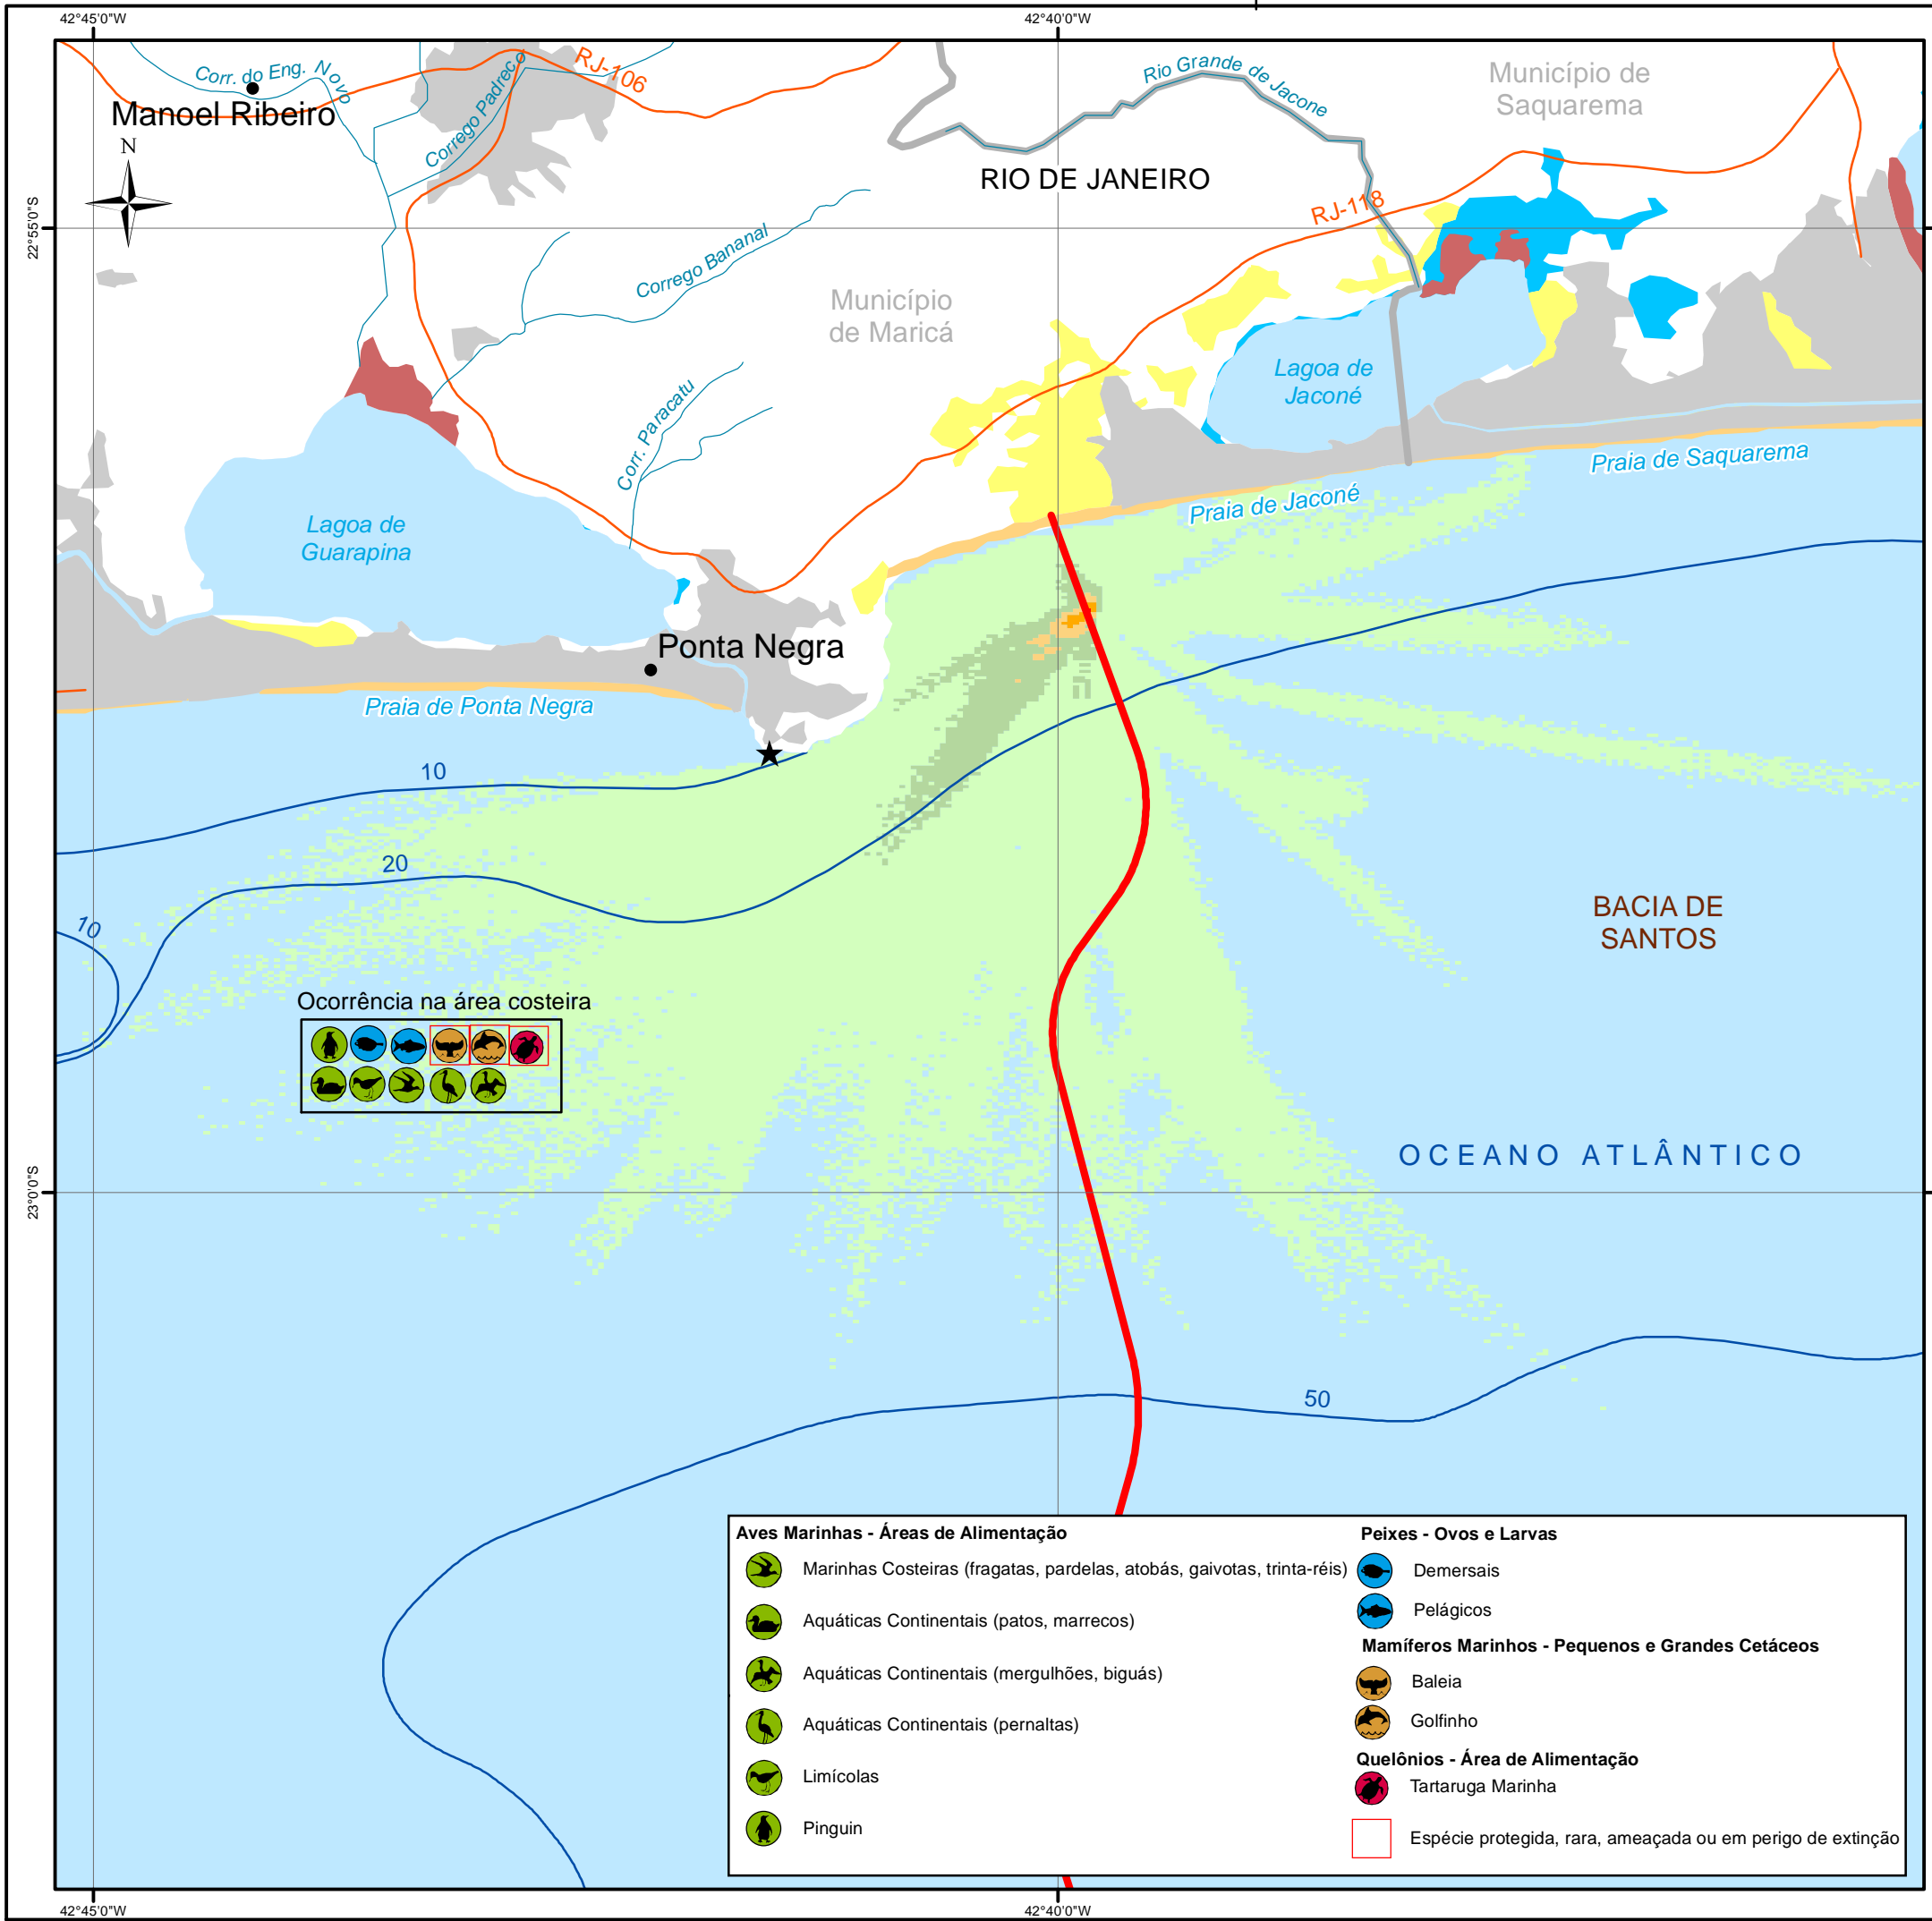 42°45'0"W
42°40'0"W
Corr. do Eng. Novo
Manoel Ribeiro
N
Corrego Padreco
RJ-106
Rio Grande de Jacone
Município de
Saquarema
RIO DE JANEIRO
RJ-118
22°55'0"S
Corrego Bananal
Município
de Maricá
Lagoa de
Jaconé
Corr. Paracatu
Praia de Saquarema
Praia de Jaconé
Lagoa de
Guarapina
Ponta Negra
Praia de Ponta Negra
10
20
10
BACIA DE
SANTOS
Ocorrência na área costeira
OCEANO ATLÂNTICO
23°0'0"S
50
Aves Marinhas - Áreas de Alimentação
Marinhas Costeiras (fragatas, pardelas, atobás, gaivotas, trinta-réis)
Aquáticas Continentais (patos, marrecos)
Aquáticas Continentais (mergulhões, biguás)
Aquáticas Continentais (pernaltas)
Limícolas
Pinguin
Peixes - Ovos e Larvas
Demersais
Pelágicos
Mamíferos Marinhos - Pequenos e Grandes Cetáceos
Baleia
Golfinho
Quelônios - Área de Alimentação
Tartaruga Marinha
Espécie protegida, rara, ameaçada ou em perigo de extinção
42°45'0"W
42°40'0"W